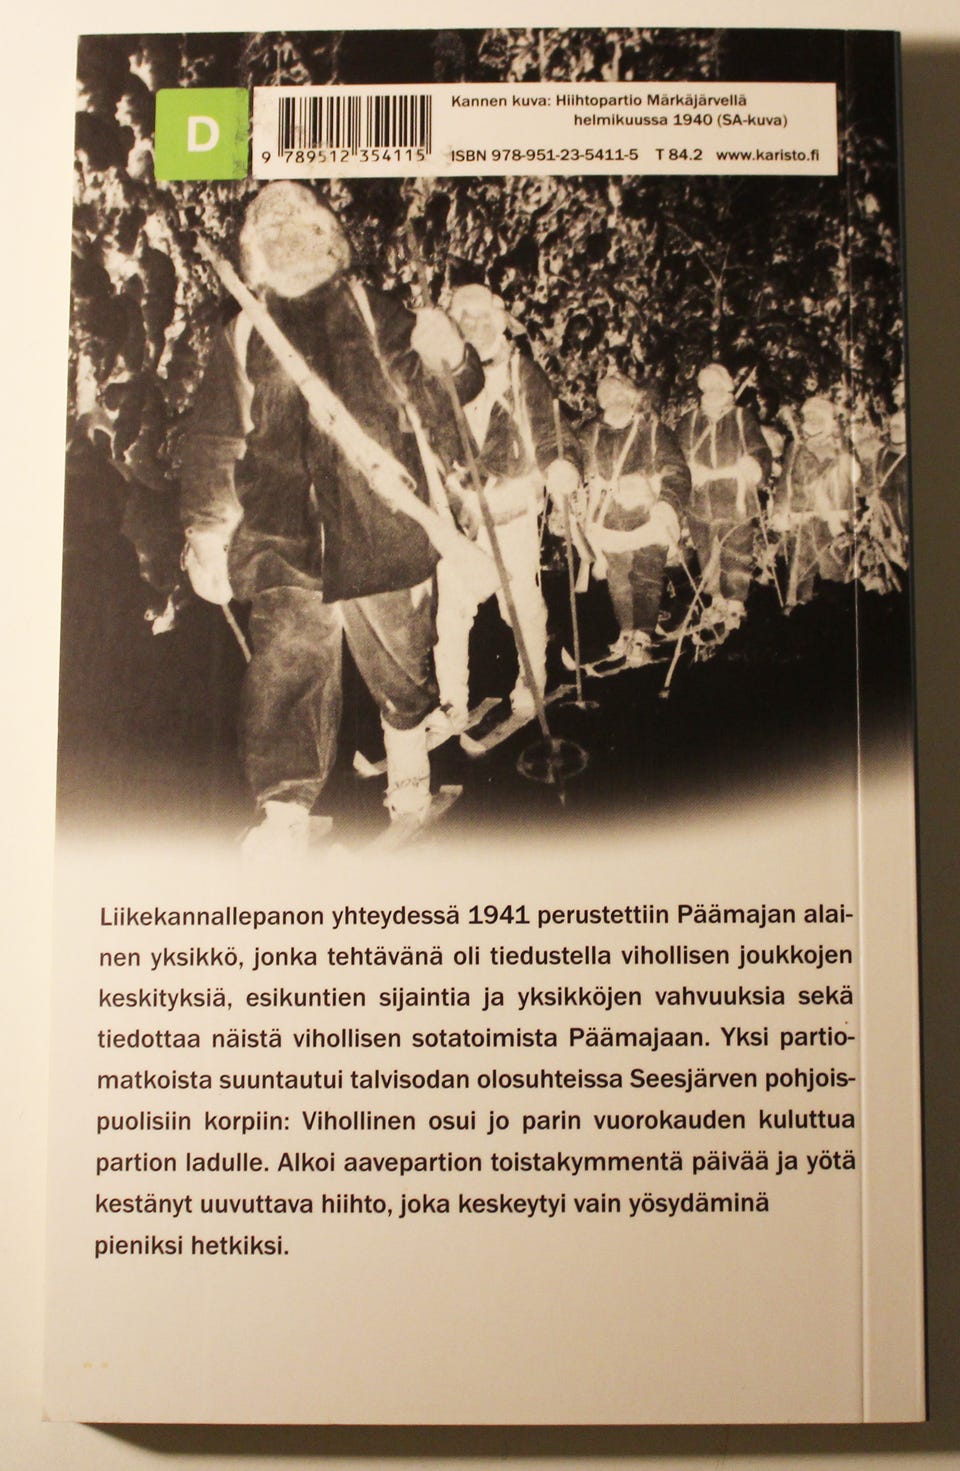 D
Kannen kuva: Hiihtopartio Märkäjärvellä
helmikuussa 1940 (SA-kuva)
9 789512 354115
ISBN 978-951-23-5411-5 T 84.2 www.karisto.fi
Liikekannallepanon yhteydessä 1941 perustettiin Päämajan alai-
nen yksikkö, jonka tehtävänä oli tiedustella vihollisen joukkojen
keskityksiä, esikuntien sijaintia ja yksikköjen vahvuuksia sekä
tiedottaa näistä vihollisen sotatoimista Päämajaan. Yksi partio-
matkoista suuntautui talvisodan olosuhteissa Seesjärven pohjois-
puolisiin korpiin: Vihollinen osui jo parin vuorokauden kuluttua
partion ladulle. Alkoi aavepartion toistakymmentä päivää ja yötä
kestänyt uuvuttava hiihto, joka keskeytyi vain yösydäminä
pieniksi hetkiksi.